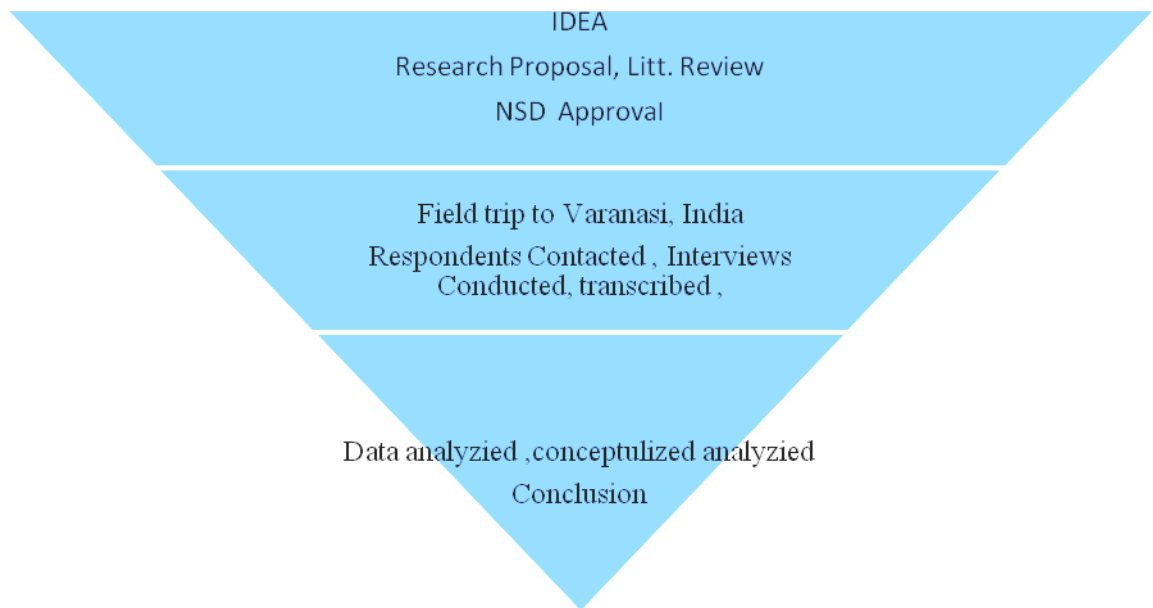 IDEA
Research Proposal, Litt. Review
NSD Approval
Field trip to Varanasi, India
Respondents Contacted , Interviews
Conducted, transcribed ,
Data analyzied ,conceptulized analyzied
Conclusion